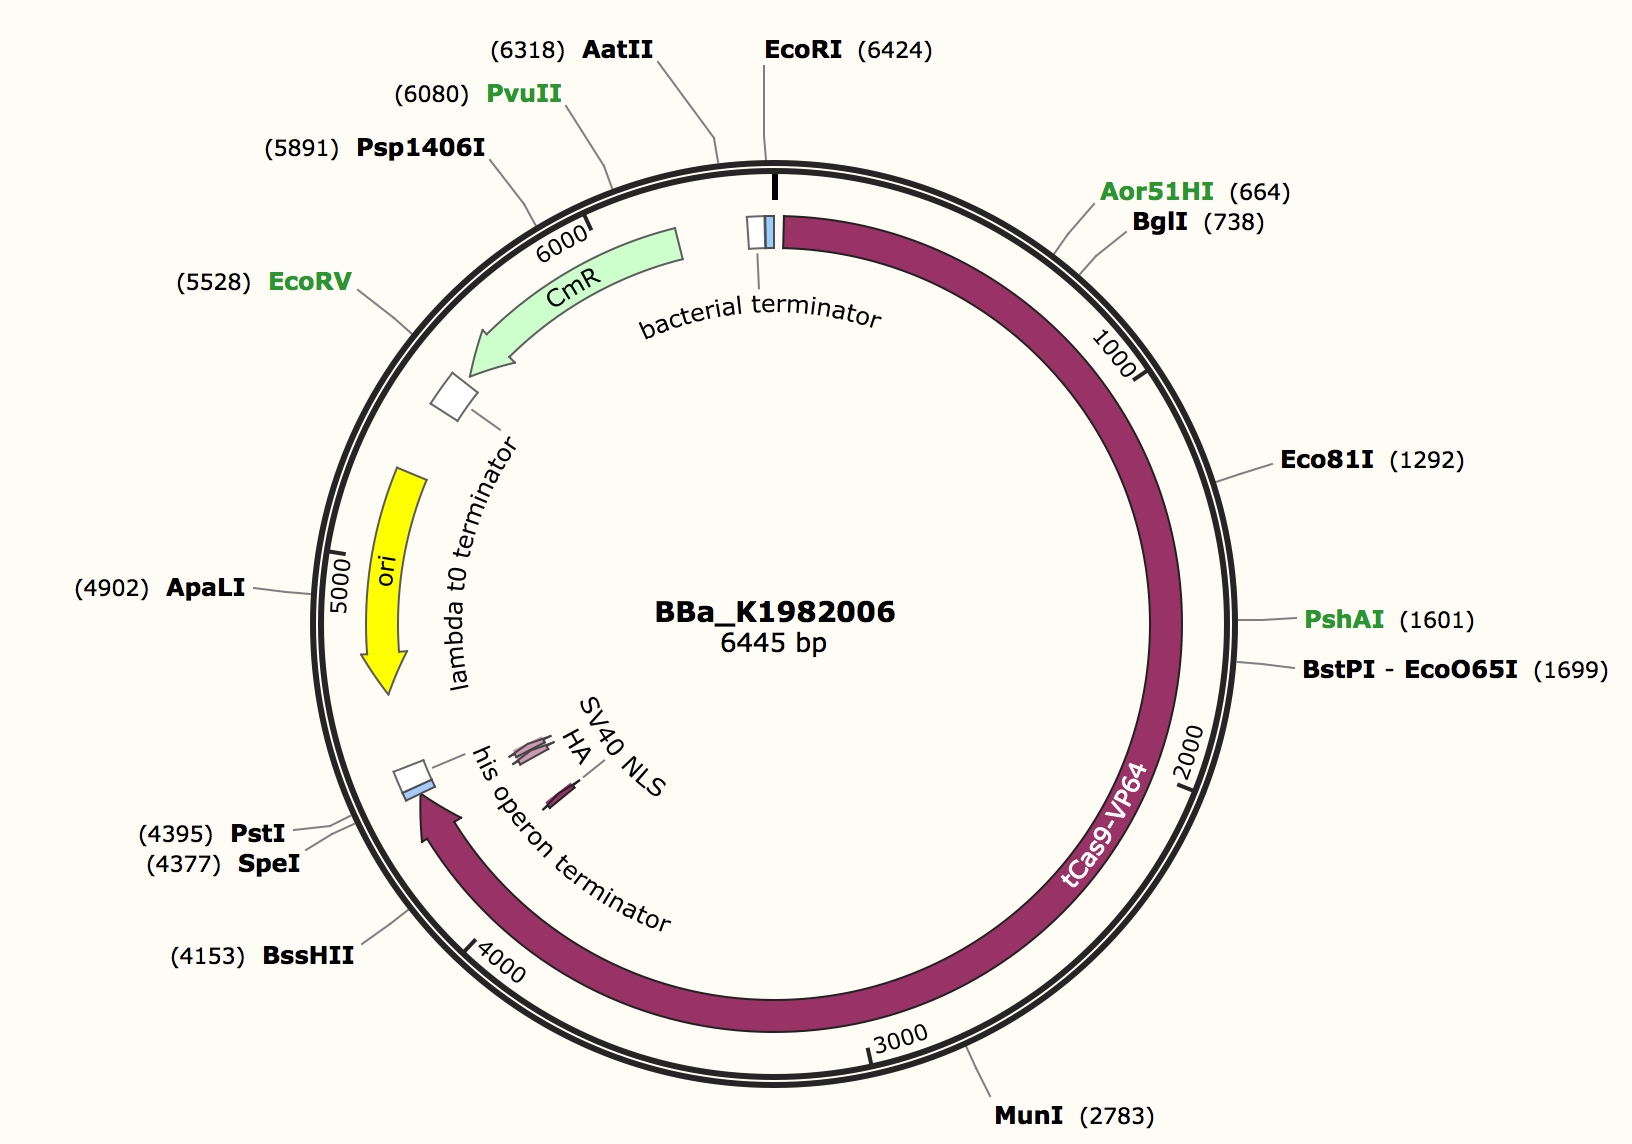 (6318) AatII
EcoRI (6424)
(6080) PvuII
(5891) Psp1406I
Aor51HI (664)
BglI (738)
6000
CmR
(5528) EcoRV
bacterial terminator
1000
Eco81I (1292)
lambda t0 terminator
ori
5000
(4902) ApaLI
BBa_K1982006
6445 bp
PshAI (1601)
BstPI - EcoO65I (1699)
SV40 NLS
HA
2000
his operon terminator
tCas9-VP64
(4395) PstI
(4377) SpeI
(4153) BssHII
4000
3000
MunI (2783)